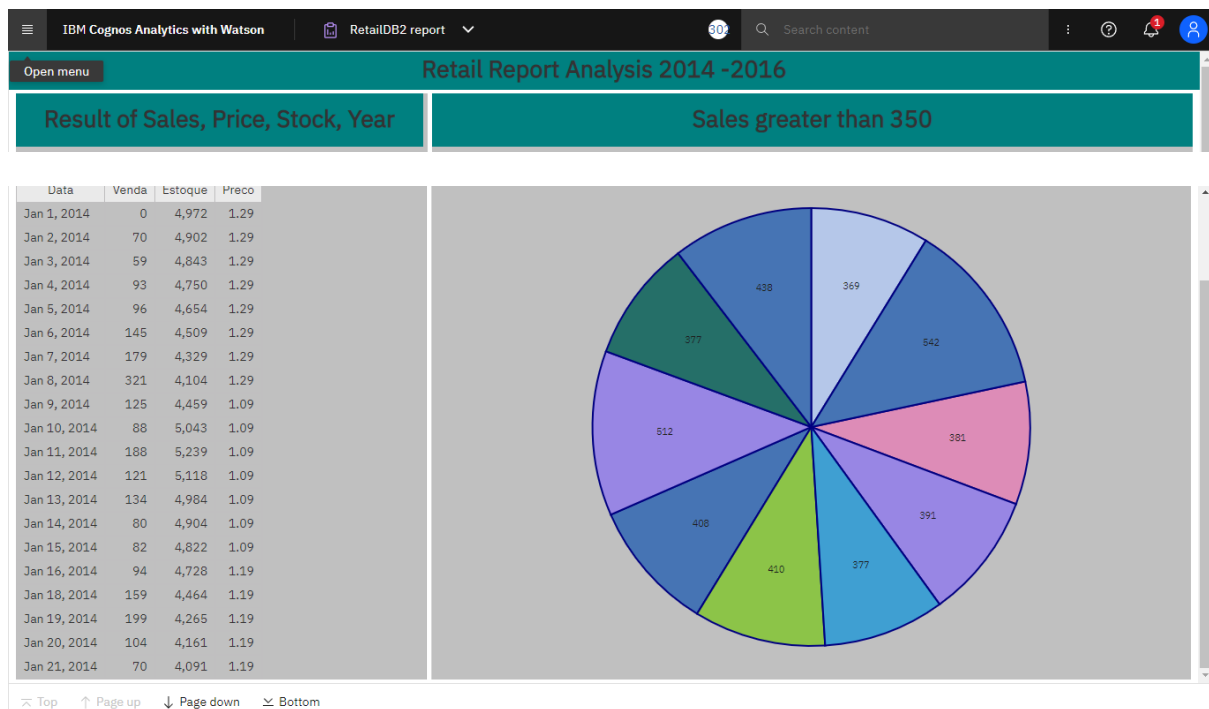 IBM Cognos Analytics with Watson
RetailDB2 report
302
Search content
1
Open menu
Retail Report Analysis 2014 -2016
Result of Sales, Price, Stock, Year
Sales greater than 350
Data Venda Estoque Preco
Jan 1, 2014 0 4,972 1.29
Jan 2, 2014 70 4,902 1.29
Jan 3, 2014 59 4,843 1.29
Jan 4, 2014 93 4,750 1.29
Jan 5, 2014 96 4,654 1.29
Jan 6, 2014 145 4,509 1.29
Jan 7, 2014 179 4,329 1.29
Jan 8, 2014 321 4,104 1.29
Jan 9, 2014 125 4,459 1.09
Jan 10, 2014 88 5,043 1.09
Jan 11, 2014 188 5,239 1.09
Jan 12, 2014 121 5,118 1.09
Jan 13, 2014 134 4,984 1.09
Jan 14, 2014 80 4,904 1.09
Jan 15, 2014 82 4,822 1.09
Jan 16, 2014 94 4,728 1.19
Jan 18, 2014 159 4,464 1.19
Jan 19, 2014 199 4,265 1.19
Jan 20, 2014 104 4,161 1.19
Jan 21, 2014 70 4,091 1.19
438
369
377
542
512
381
408
391
410
377
Top
Page up
Page down
Bottom